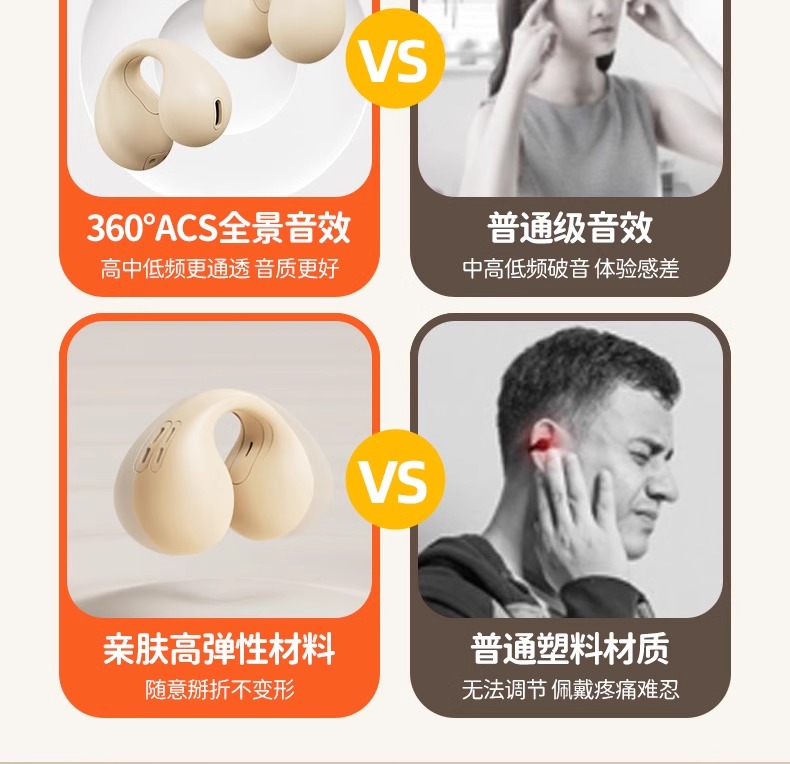 VS
360°ACS全景音效
高中低频更通透 音质更好
普通级音效
中高低频破音 体验感差
VS
亲肤高弹性材料
随意掰折不变形
普通塑料材质
无法调节 佩戴疼痛难忍